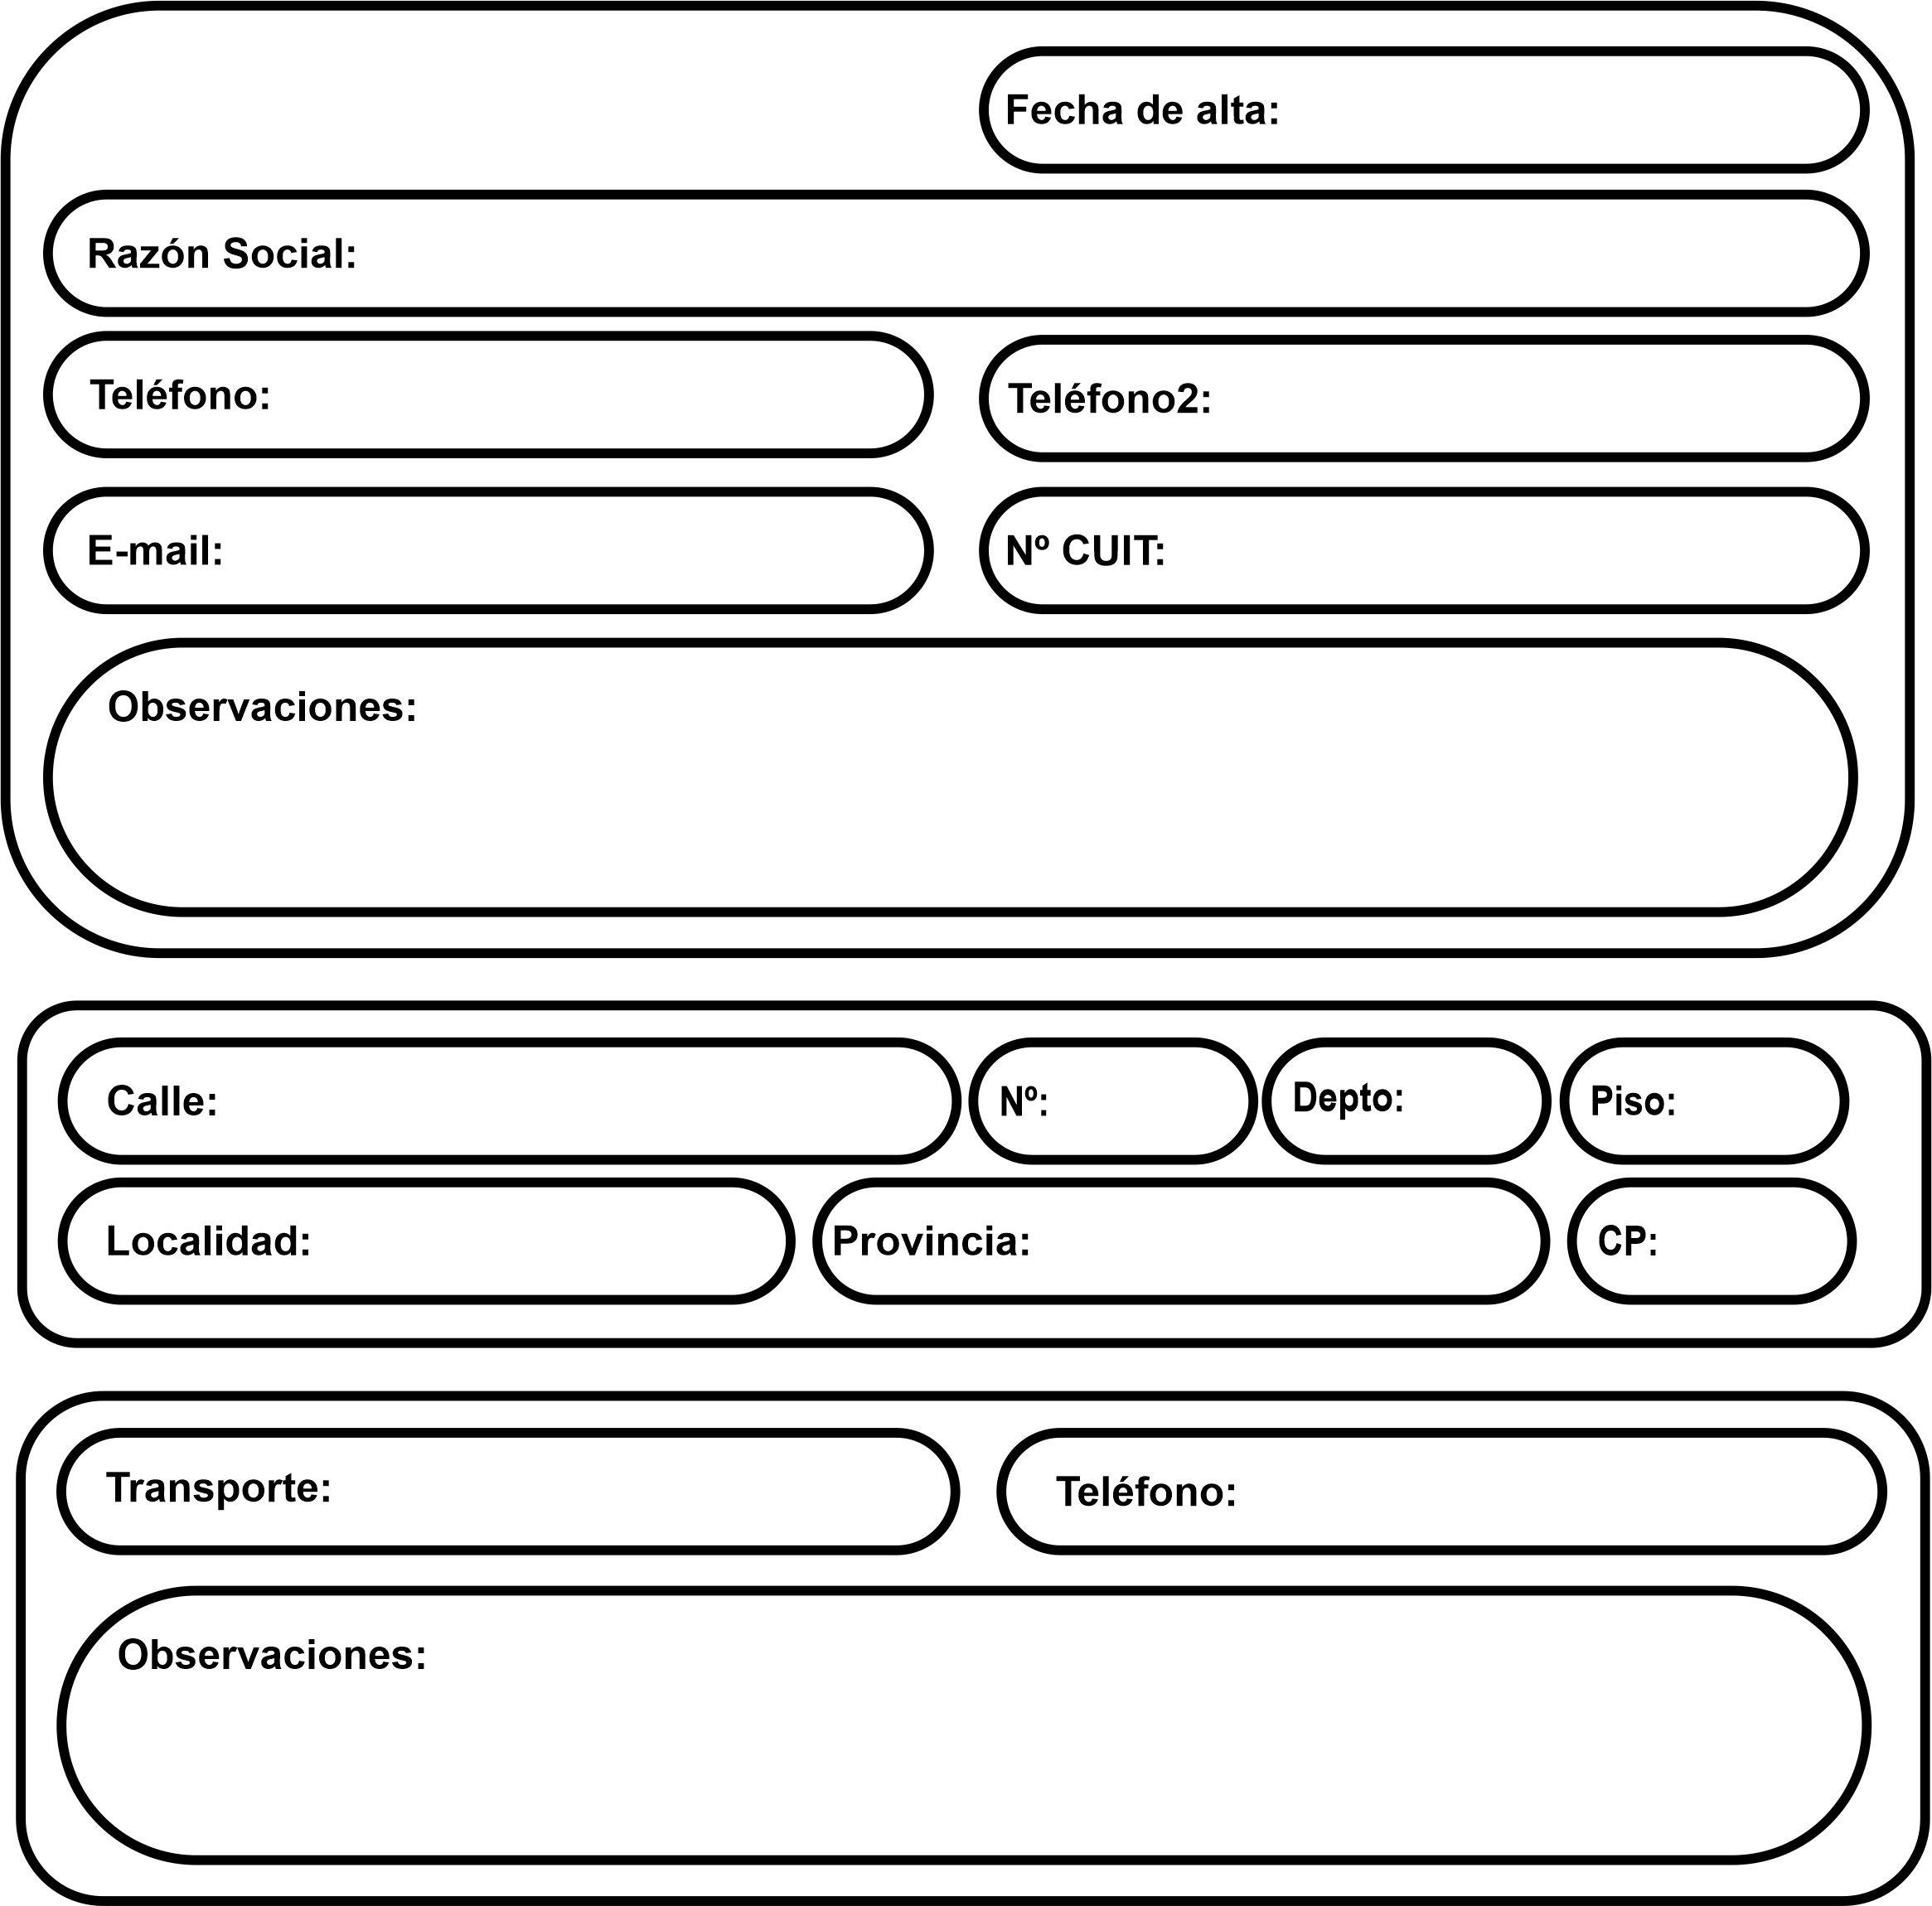 Fecha de alta:
Razón Social:
Teléfono: Teléfono2:
E-mail: Nº CUIT:
Observaciones:
Calle: Nº: Depto: Piso:
Localidad: Provincia: CP:
Transporte: Teléfono:
Observaciones: